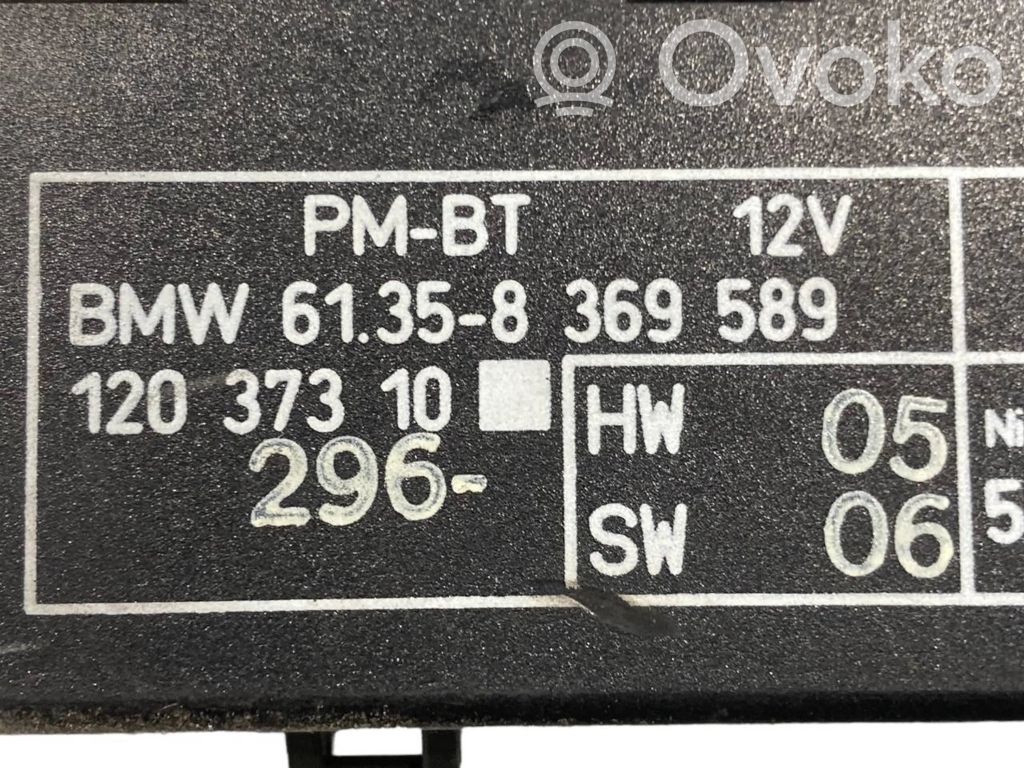 Ovoko
PM-BT 12V
BMW 61.35-8 369 589
120 373 10
HW 05
296-
SW 06